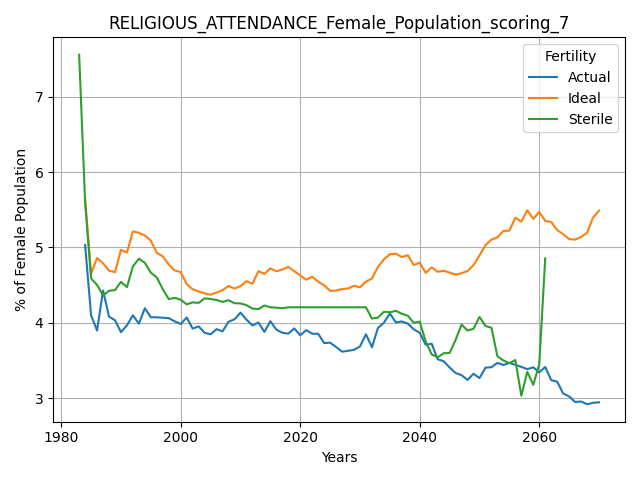 RELIGIOUS_ATTENDANCE_Female_Population_scoring_7
Fertility
Actual
Ideal
Sterile
% of Female Population
7
6
5
4
3
1980 2000 2020 2040 2060
Years